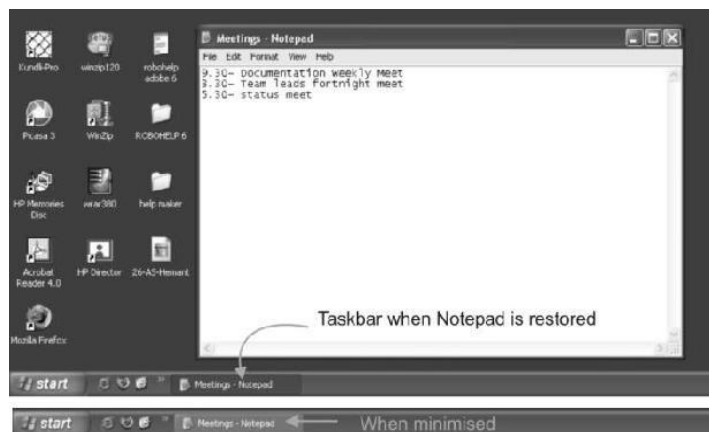 Meetings - Notepad
File Edit Format View Help
9.30- Documentation weekly Meet
3.30- Team leads fortnight meet
5.30- status meet
Kundli-Pro
winzip120
robohelp adobe 6
Picasa 3
WinZip
ROBOHELP 6
HP Memories Disc
wrar380
help maker
Acrobat Reader 4.0
HP Director
26-AS-Hemant
Mozilla Firefox
Taskbar when Notepad is restored
start
Meetings - Notepad
start
Meetings - Notepad
When minimised